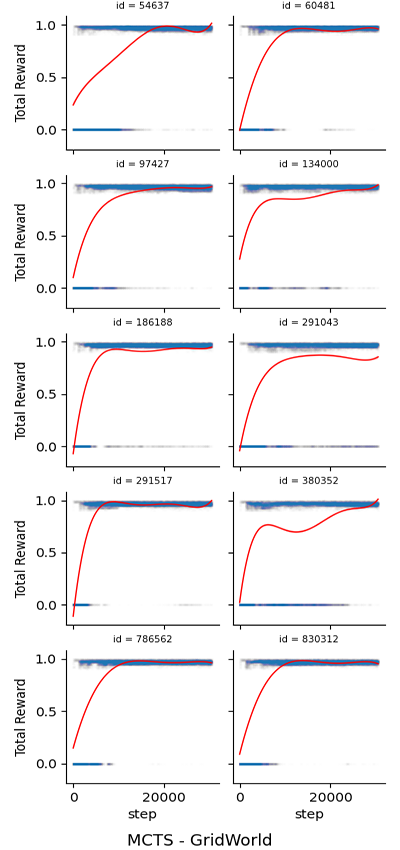 id = 54637
id = 60481
Total Reward
1.0
0.5
0.0
id = 97427
id = 134000
Total Reward
1.0
0.5
0.0
id = 186188
id = 291043
Total Reward
1.0
0.5
0.0
id = 291517
id = 380352
Total Reward
1.0
0.5
0.0
id = 786562
id = 830312
Total Reward
1.0
0.5
0.0
0 20000
0 20000
step
step
MCTS - GridWorld